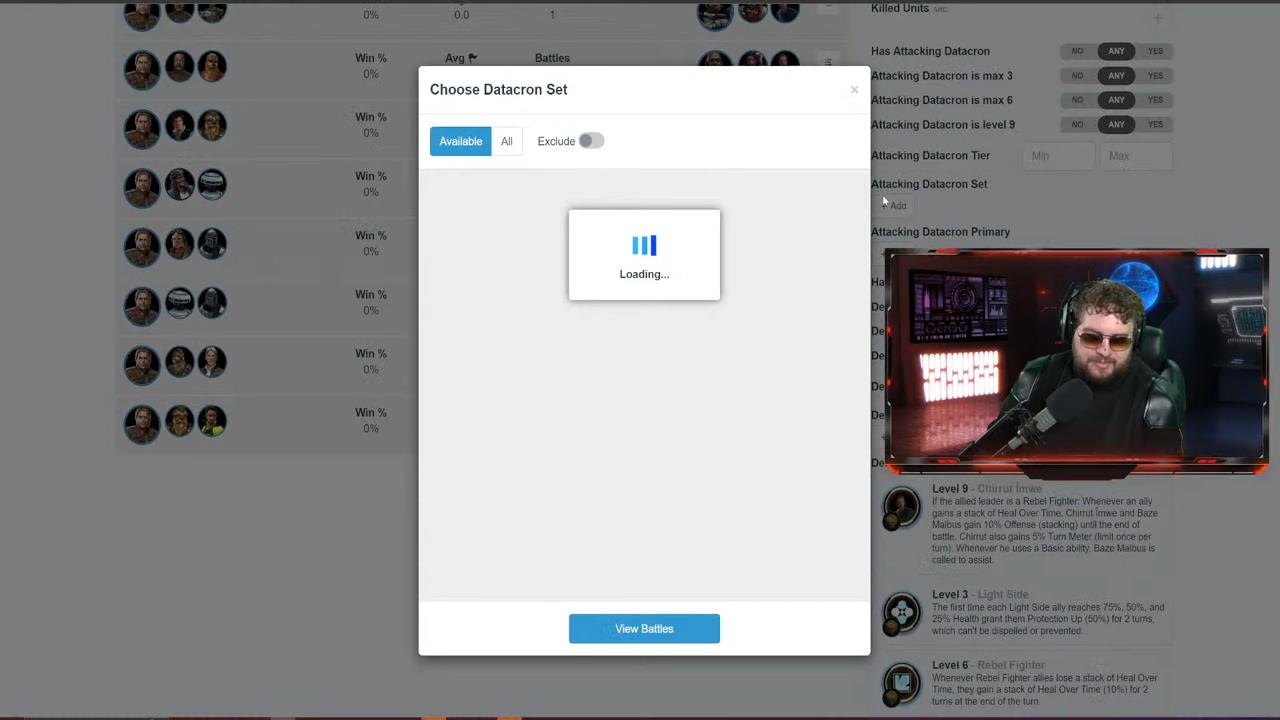 0%
0.0
1
Killed Units AND
Win %
0%
Avg
Battles
Win %
0%
Win %
0%
Win %
0%
Win %
0%
Win %
0%
Win %
0%
Choose Datacron Set
×
Available
All
Exclude
Loading...
View Battles
Has Attacking Datacron
NO
ANY
YES
Attacking Datacron is max 3
NO
ANY
YES
Attacking Datacron is max 6
NO
ANY
YES
Attacking Datacron is level 9
NO
ANY
YES
Attacking Datacron Tier
Min
Max
Attacking Datacron Set
+ Add
Attacking Datacron Primary
Level 9 - Chirrut Îmwe
If the allied leader is a Rebel Fighter: Whenever an ally
gains a stack of Heal Over Time, Chirrut Îmwe and Baze
Malbus gain 10% Offense (stacking) until the end of
battle. Chirrut also gains 5% Turn Meter (limit once per
turn). Whenever he uses a Basic ability, Baze Malbus is
called to assist.
Level 3 - Light Side
The first time each Light Side ally reaches 75%, 50%, and
25% Health grant them Protection Up (50%) for 2 turns,
which can't be dispelled or prevented.
Level 6 - Rebel Fighter
Whenever Rebel Fighter allies lose a stack of Heal Over
Time, they gain a stack of Heal Over Time (10%) for 2
turns at the end of the turn.